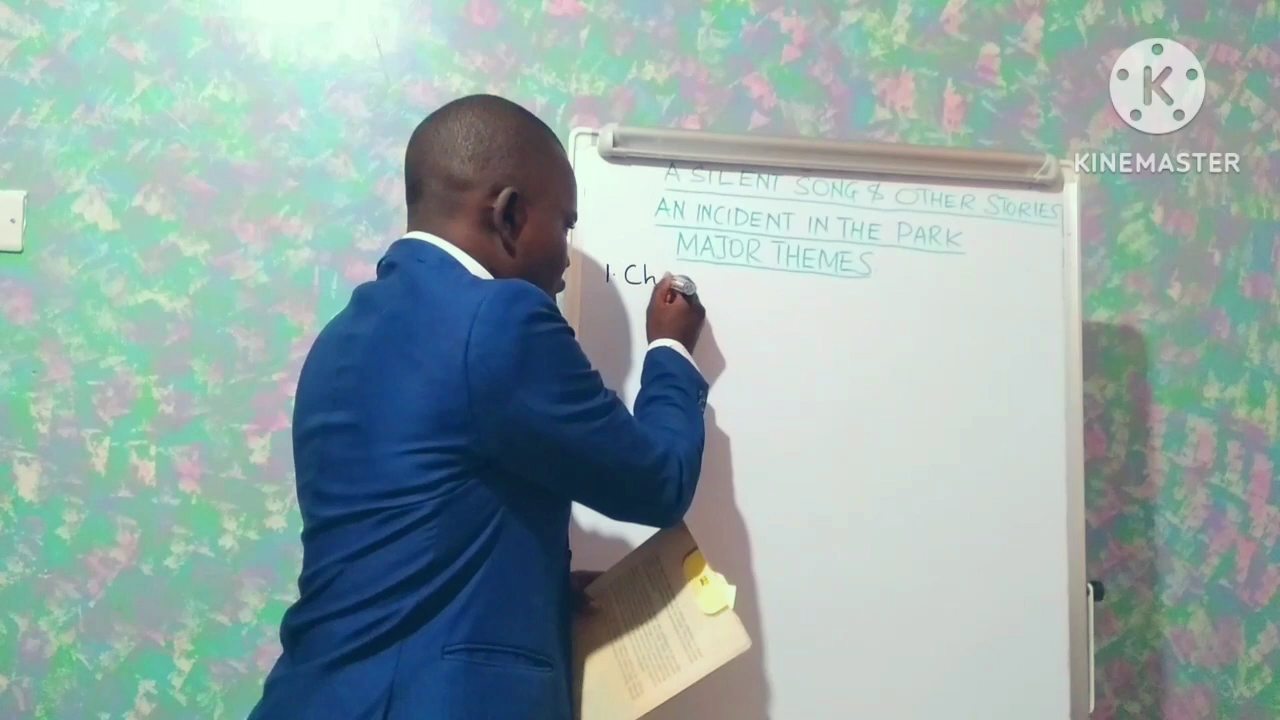 K
KINEMASTER
A SILENT SONG & OTHER STORIES
AN INCIDENT IN THE PARK
MAJOR THEMES
1. Ch